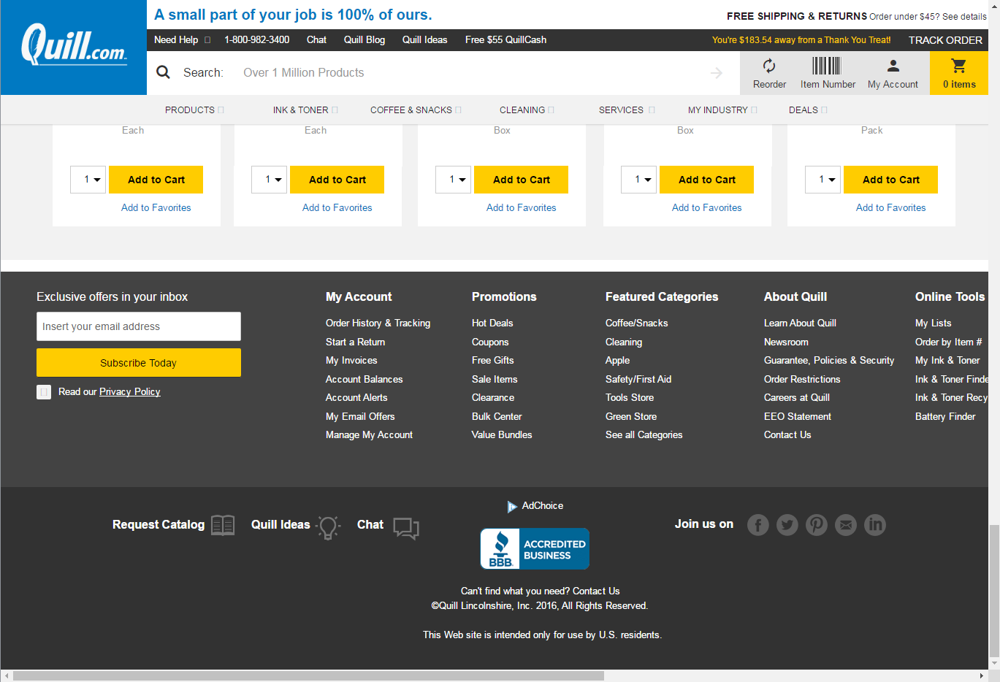 Quill.com
A small part of your job is 100% of ours.
FREE SHIPPING & RETURNS Order under $45? See details
Need Help 1-800-982-3400 Chat Quill Blog Quill Ideas Free $55 QuillCash
You're $183.54 away from a Thank You Treat! TRACK ORDER
Search: Over 1 Million Products
Reorder Item Number My Account 0 items
PRODUCTS INK & TONER COFFEE & SNACKS CLEANING SERVICES MY INDUSTRY DEALS
Each Each Box Box Pack
1 Add to Cart 1 Add to Cart 1 Add to Cart 1 Add to Cart 1 Add to Cart
Add to Favorites Add to Favorites Add to Favorites Add to Favorites Add to Favorites
Exclusive offers in your inbox
Insert your email address
Subscribe Today
Read our Privacy Policy
My Account
Order History & Tracking
Start a Return
My Invoices
Account Balances
Account Alerts
My Email Offers
Manage My Account
Promotions
Hot Deals
Coupons
Free Gifts
Sale Items
Clearance
Bulk Center
Value Bundles
Featured Categories
Coffee/Snacks
Cleaning
Apple
Safety/First Aid
Tools Store
Green Store
See all Categories
About Quill
Learn About Quill
Newsroom
Guarantee, Policies & Security
Order Restrictions
Careers at Quill
EEO Statement
Contact Us
Online Tools
My Lists
Order by Item #
My Ink & Toner
Ink & Toner Finde
Ink & Toner Recy
Battery Finder
Request Catalog Quill Ideas Chat
AdChoice
BBB. ACCREDITED
BUSINESS
Join us on
Can't find what you need? Contact Us
©Quill Lincolnshire, Inc. 2016, All Rights Reserved.
This Web site is intended only for use by U.S. residents.